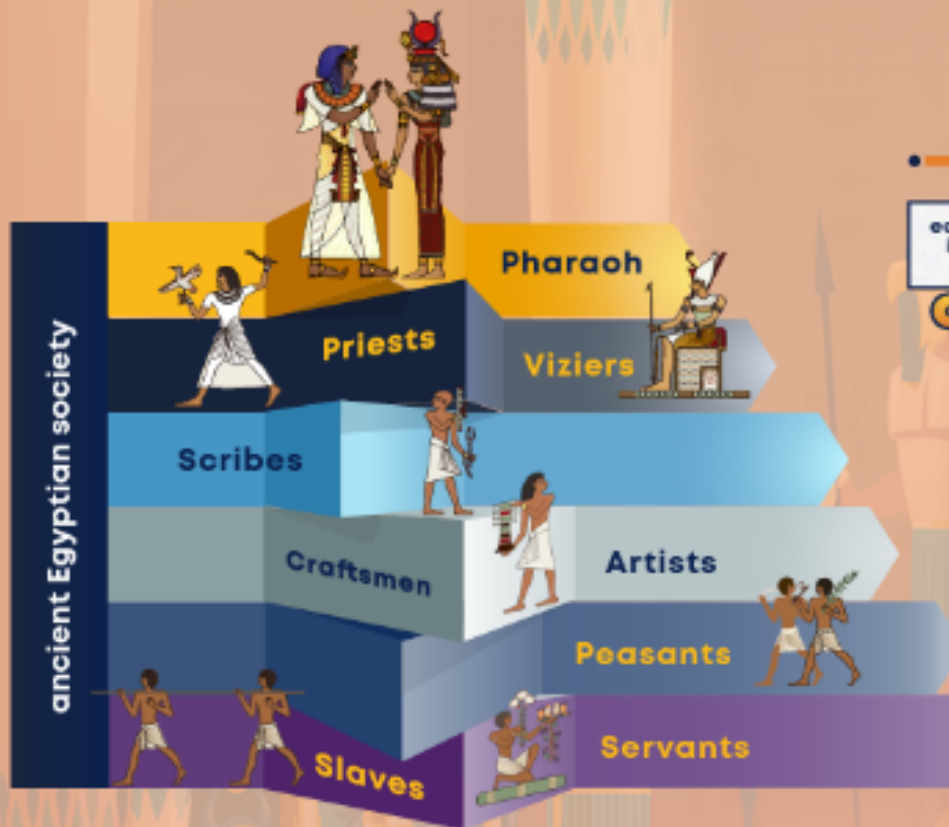 ancient Egyptian society
Pharaoh
Priests
Viziers
Scribes
Craftsmen
Artists
Peasants
Slaves
Servants